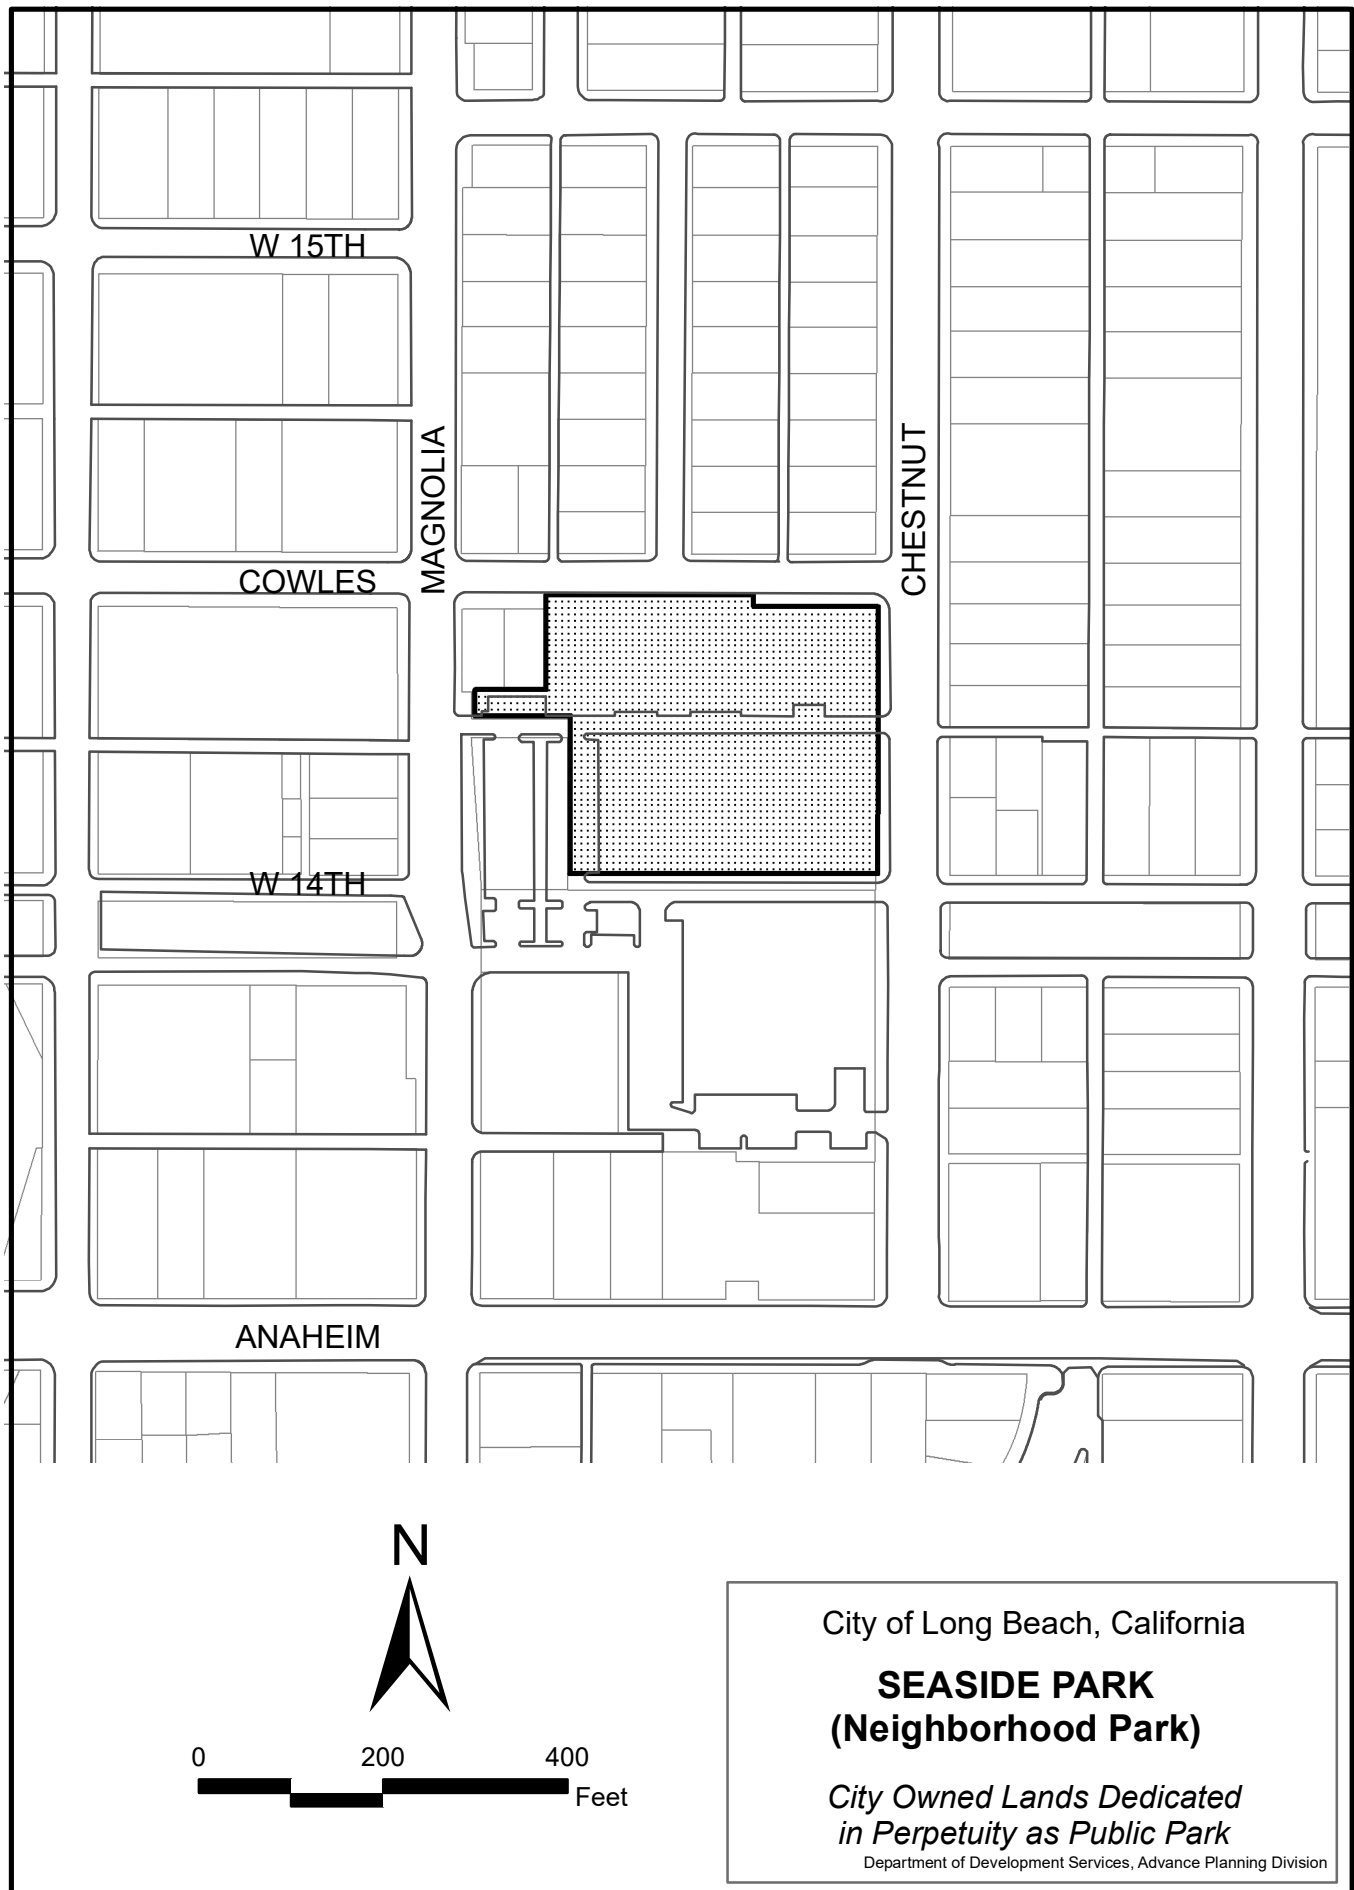 W 15TH
MAGNOLIA
CHESTNUT
COWLES
W 14TH
ANAHEIM
N
0 200 400
Feet
City of Long Beach, California
SEASIDE PARK
(Neighborhood Park)
City Owned Lands Dedicated
in Perpetuity as Public Park
Department of Development Services, Advance Planning Division